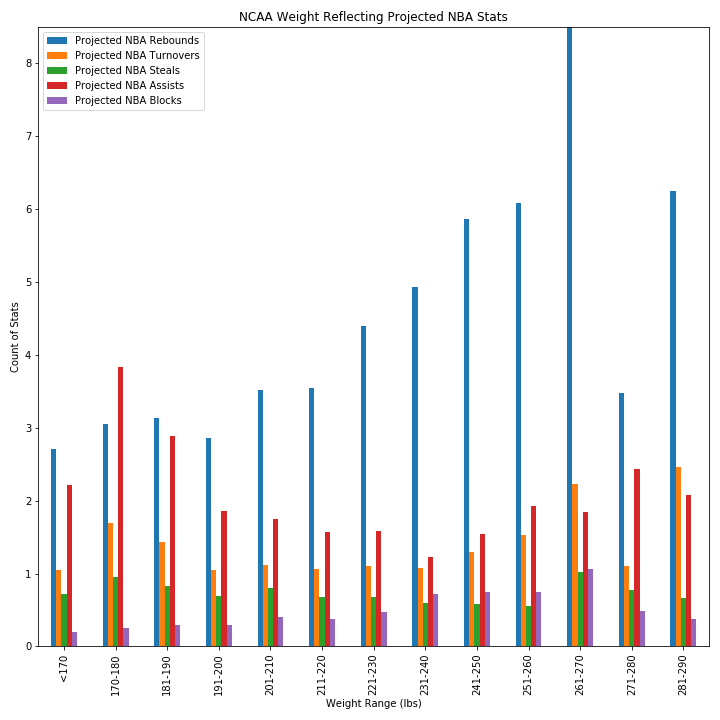 NCAA Weight Reflecting Projected NBA Stats
Projected NBA Rebounds
Projected NBA Turnovers
Projected NBA Steals
Projected NBA Assists
Projected NBA Blocks
Count of Stats
8
7
6
5
4
3
2
1
0
<170
170-180
181-190
191-200
201-210
211-220
221-230
231-240
241-250
251-260
261-270
271-280
281-290
Weight Range (lbs)